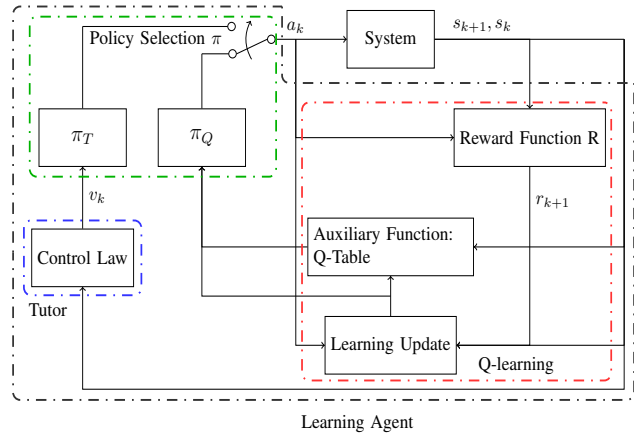 Policy Selection π
a_k
System
s_{k+1}, s_k
π_T
π_Q
Reward Function R
v_k
r_{k+1}
Control Law
Auxiliary Function:
Q-Table
Tutor
Learning Update
Q-learning
Learning Agent